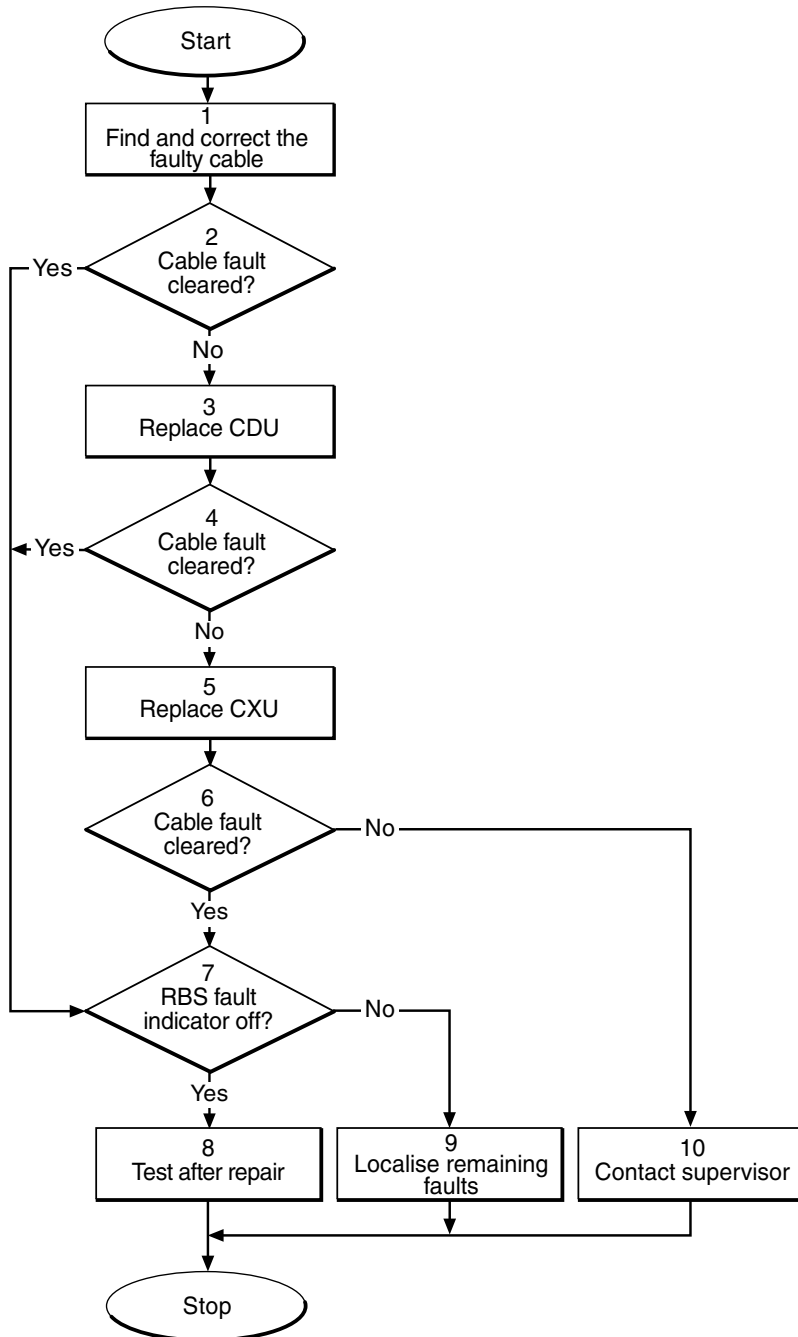 Start
1
Find and correct the
faulty cable
2
Cable fault
cleared?
Yes
No
3
Replace CDU
4
Cable fault
cleared?
Yes
No
5
Replace CXU
6
Cable fault
cleared?
No
Yes
7
RBS fault
indicator off?
No
Yes
8
Test after repair
9
Localise remaining
faults
10
Contact supervisor
Stop